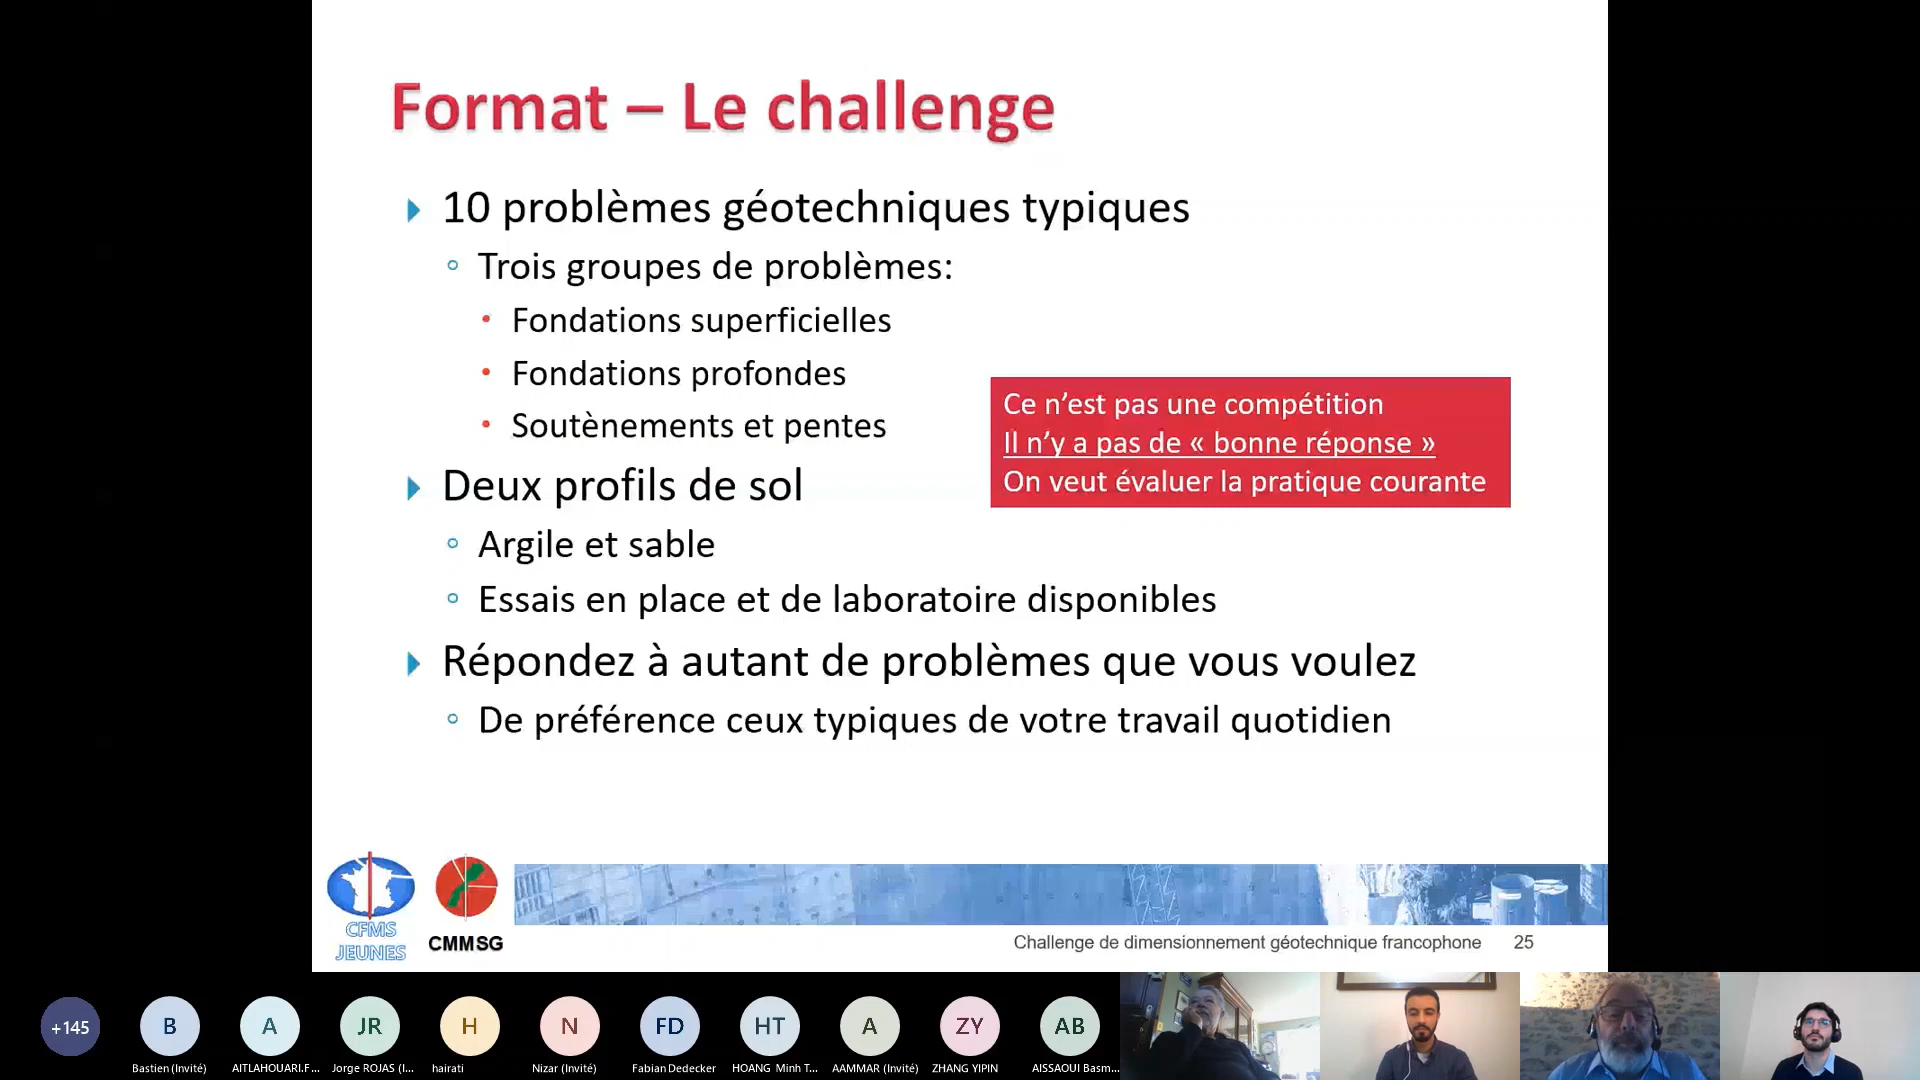 Format – Le challenge
10 problèmes géotechniques typiques
Trois groupes de problèmes:
Fondations superficielles
Fondations profondes
Soutènements et pentes
Ce n’est pas une compétition
Il n’y a pas de « bonne réponse »
On veut évaluer la pratique courante
Deux profils de sol
Argile et sable
Essais en place et de laboratoire disponibles
Répondez à autant de problèmes que vous voulez
De préférence ceux typiques de votre travail quotidien
CFMS
JEUNES
CMMSG
Challenge de dimensionnement géotechnique francophone 25
+145
B
A
JR
H
N
FD
HT
A
ZY
AB
Bastien (Invité)
AITLAHOUARI.F...
Jorge ROJAS (I...
hairati
Nizar (Invité)
Fabian Dedecker
HOANG Minh T...
AAMMAR (Invité)
ZHANG YIPIN
AISSAOUI Basm...